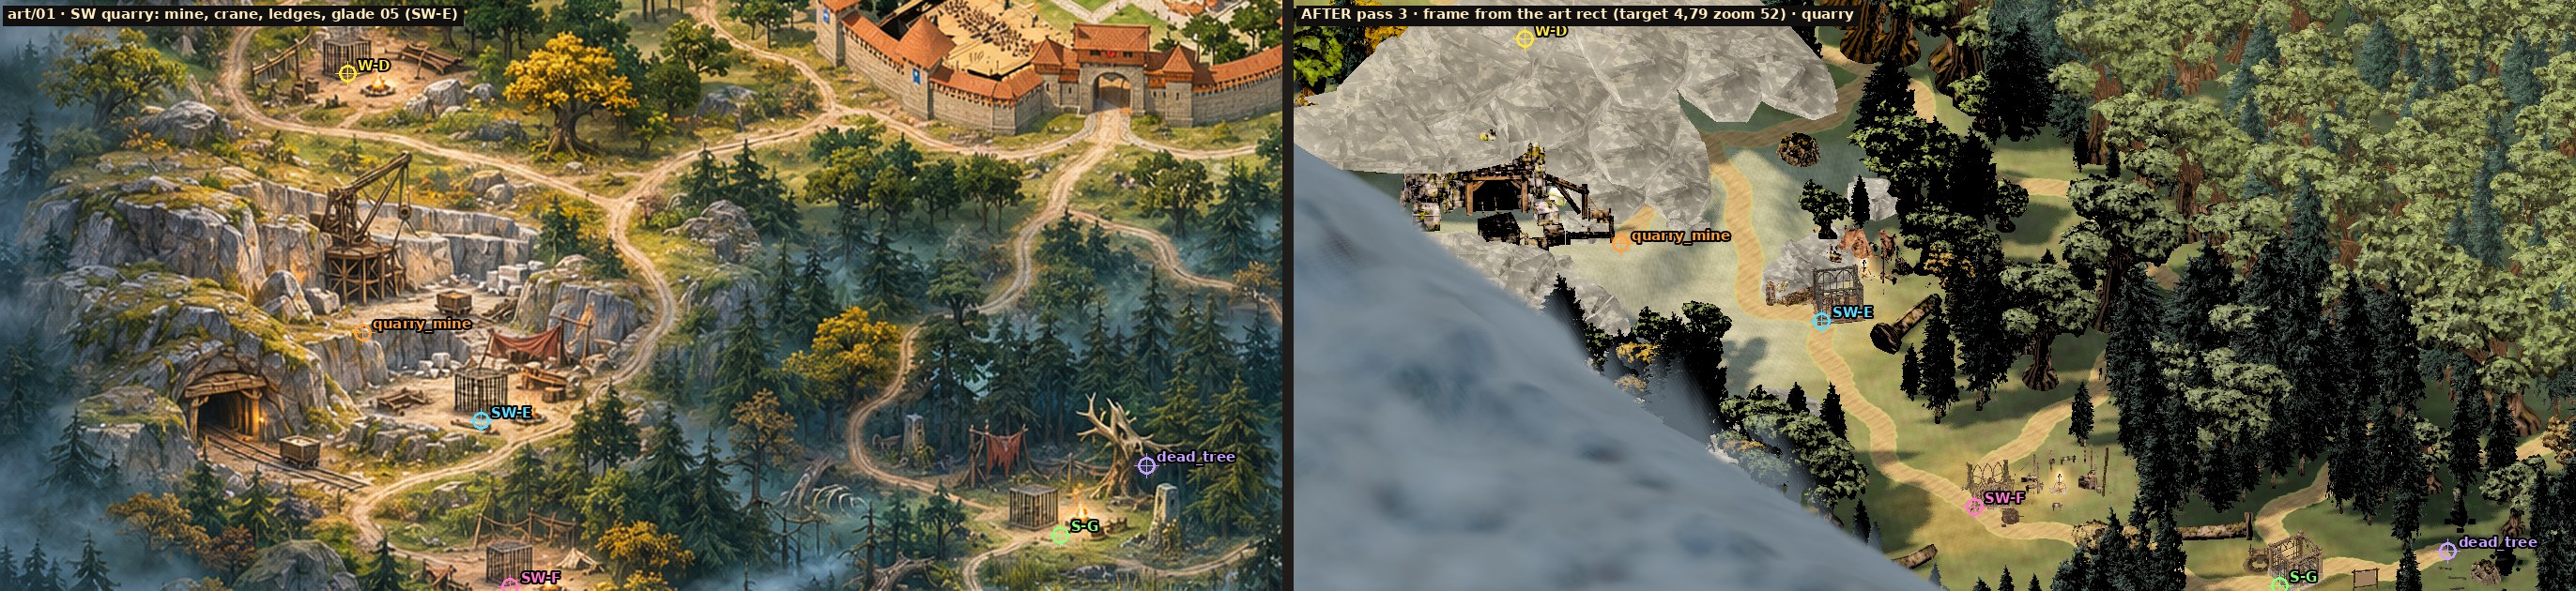 art/01 · SW quarry: mine, crane, ledges, glade 05 (SW-E)
W-D
quarry_mine
SW-E
dead_tree
S-G
SW-F
AFTER pass 3 · frame from the art rect (target 4,79 zoom 52) · quarry
W-D
quarry_mine
SW-E
SW-F
dead_tree
S-G